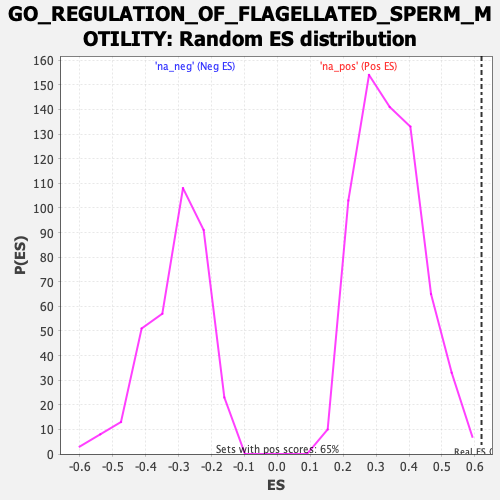 GO_REGULATION_OF_FLAGELLATED_SPERM_M
OTILITY: Random ES distribution
'na_neg' (Neg ES) 'na_pos' (Pos ES)
160
150
140
130
120
110
100
90
80
70
60
50
40
30
20
10
0
P(ES)
Sets with pos scores: 65%
Real ES 0
-0.6 -0.5 -0.4 -0.3 -0.2 -0.1 0.0 0.1 0.2 0.3 0.4 0.5 0.6
ES